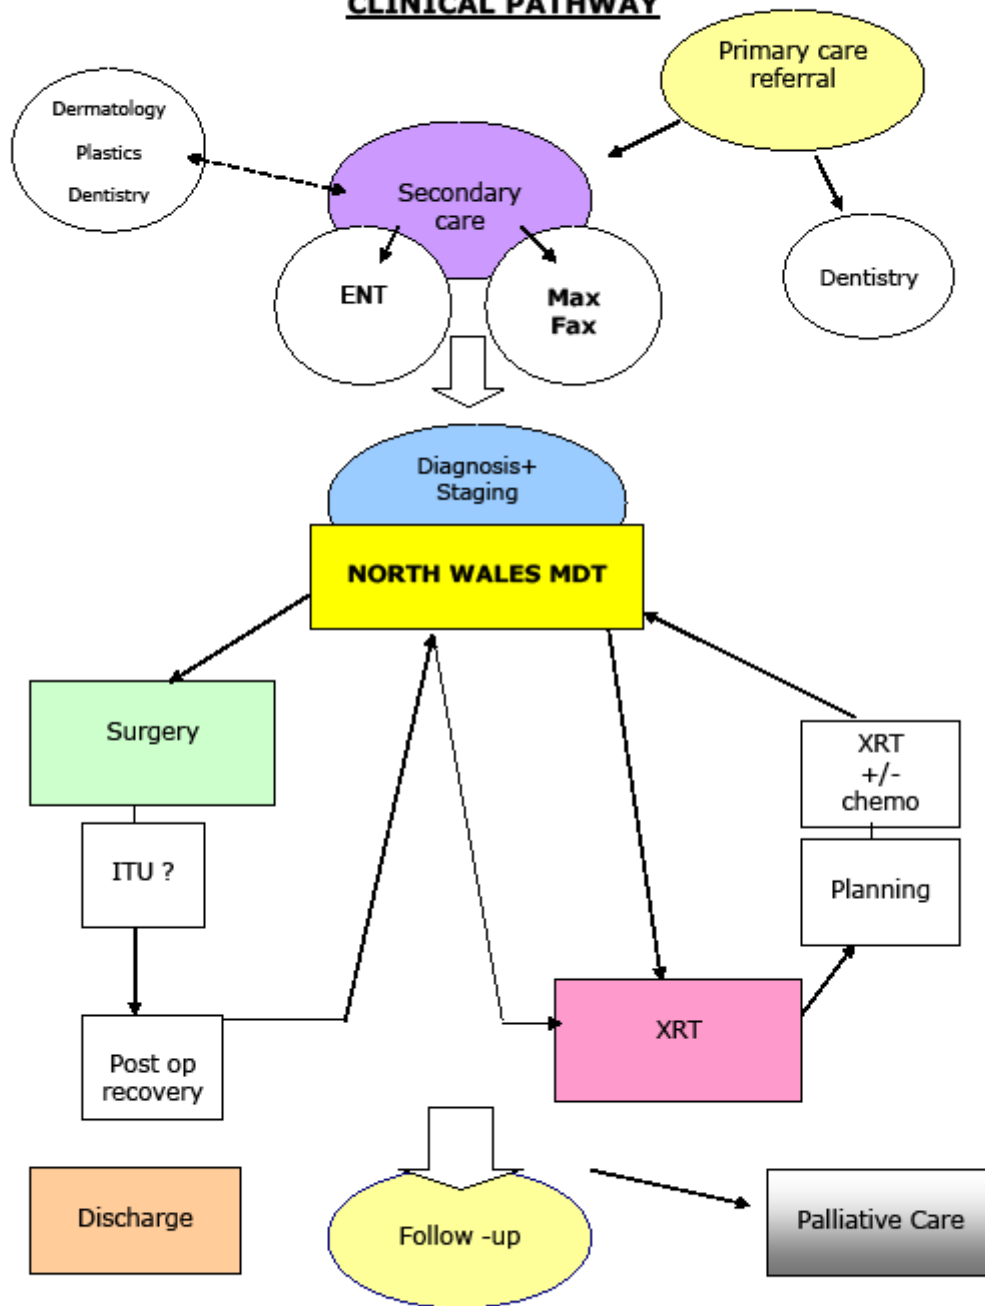 CLINICAL PATHWAY
Primary care
referral
Dermatology
Plastics
Dentistry
Secondary
care
ENT
Max
Fax
Dentistry
Diagnosis+
Staging
NORTH WALES MDT
Surgery
XRT
+/-
chemo
ITU ?
Planning
XRT
Post op
recovery
Discharge
Follow -up
Palliative Care